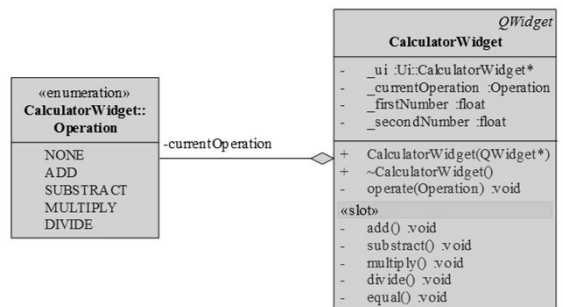 «enumeration»
CalculatorWidget::
Operation
NONE
ADD
SUBSTRACT
MULTIPLY
DIVIDE
-currentOperation
QWidget
CalculatorWidget
- _ui :Ui::CalculatorWidget*
- _currentOperation :Operation
- _firstNumber :float
- _secondNumber :float
+ CalculatorWidget(QWidget*)
+ ~CalculatorWidget()
- operate(Operation) :void
«slot»
- add() :void
- substract() :void
- multiply() :void
- divide() :void
- equal() :void